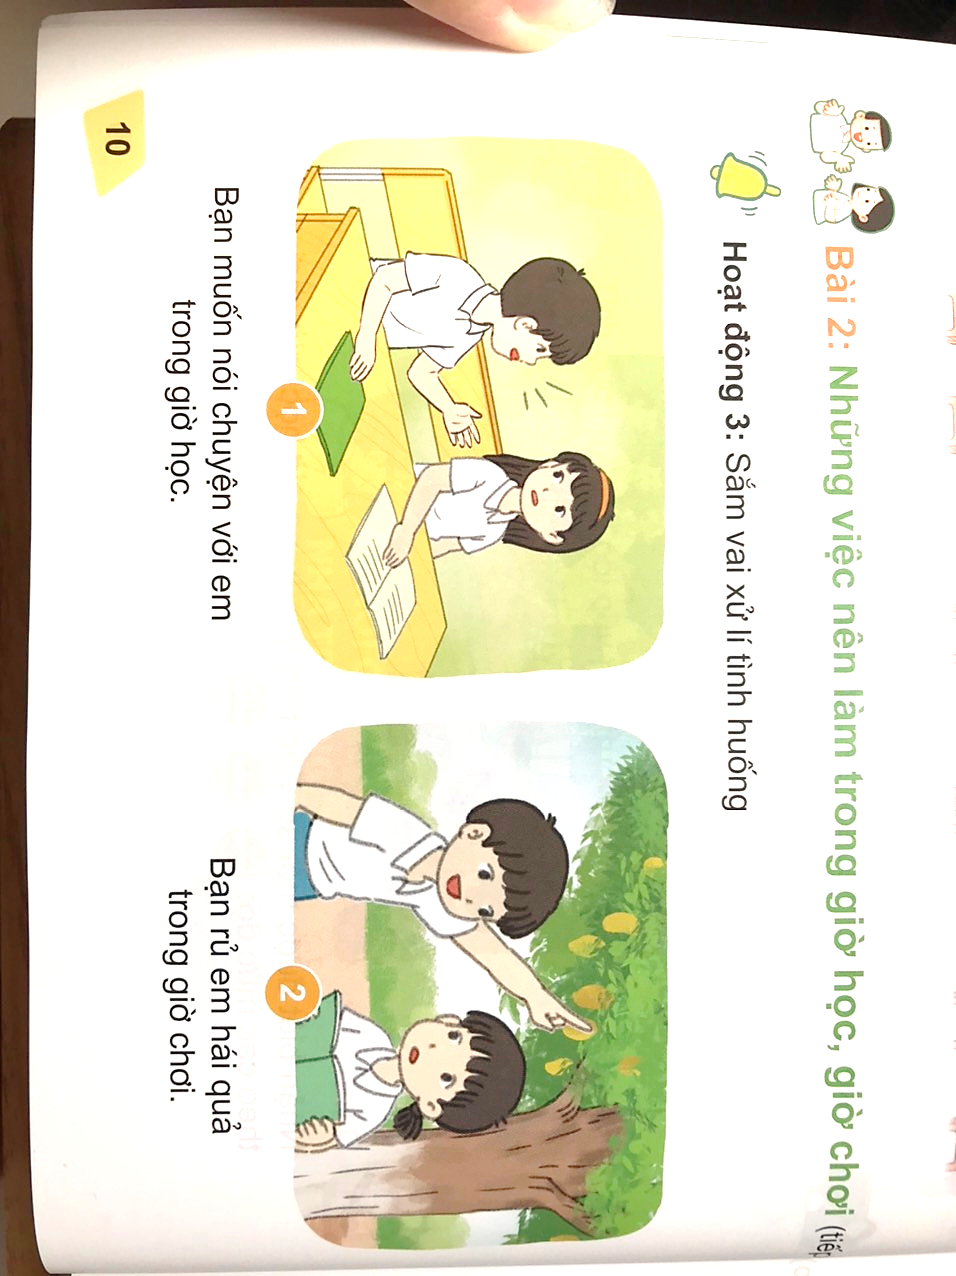 Bài 2: Những việc nên làm trong giờ học, giờ chơi (tiếp
Hoạt động 3: Sắm vai xử lí tình huống
1
Bạn muốn nói chuyện với em
trong giờ học.
2
Bạn rủ em hái quả
trong giờ chơi.
10